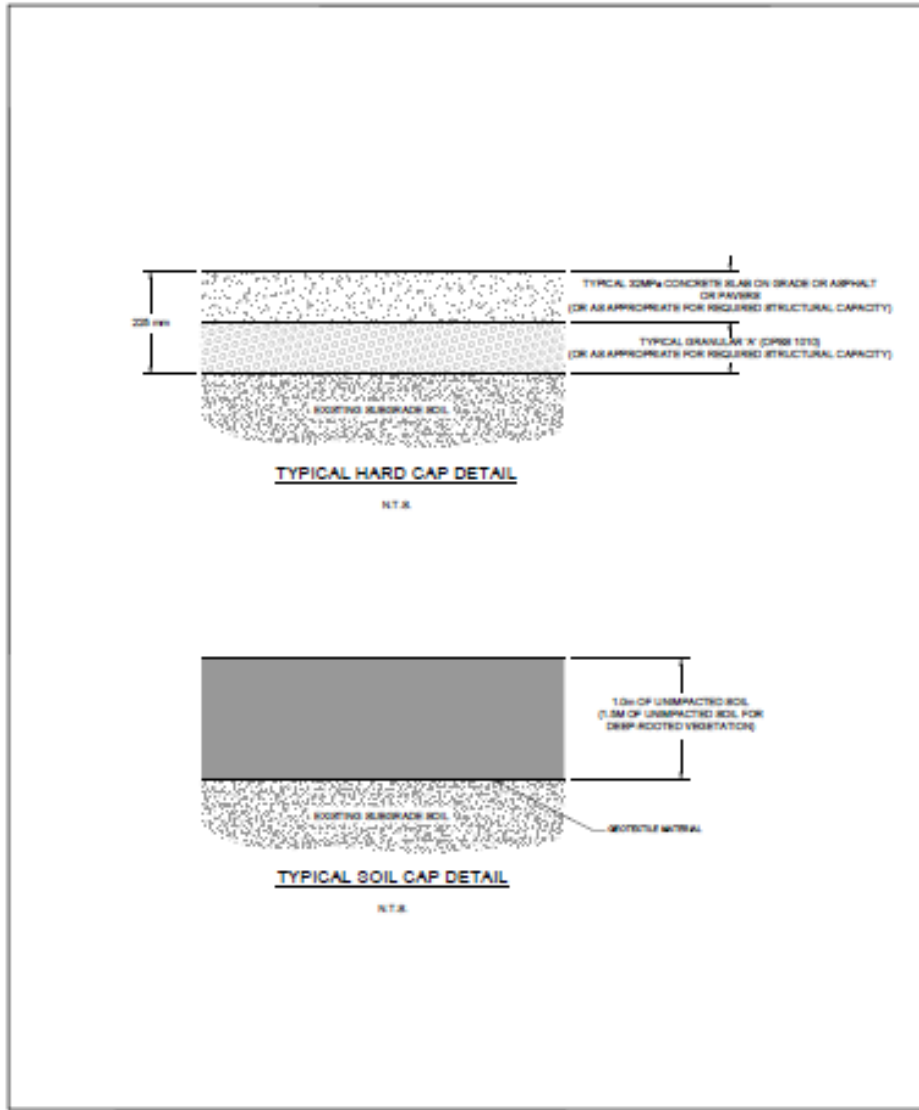 TYPICAL 32MPa CONCRETE SLAB ON GRADE OR ASPHALT
OR PAVERS
(OR AS APPROPRIATE FOR REQUIRED STRUCTURAL CAPACITY)
225 mm
TYPICAL GRANULAR 'A' (OPSS 1010)
(OR AS APPROPRIATE FOR REQUIRED STRUCTURAL CAPACITY)
EXISTING SUBGRADE SOIL
TYPICAL HARD CAP DETAIL
N.T.S.
1.0m OF UNIMPACTED SOIL
(1.5M OF UNIMPACTED SOIL FOR
DEEP-ROOTED VEGETATION)
EXISTING SUBGRADE SOIL
GEOTEXTILE MATERIAL
TYPICAL SOIL CAP DETAIL
N.T.S.